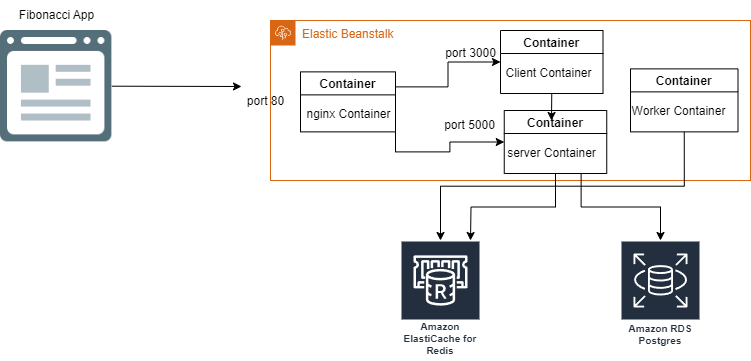 Fibonacci App
Elastic Beanstalk
port 80
Container
nginx Container
port 3000
Container
Client Container
port 5000
Container
server Container
Container
Worker Container
Amazon
ElastiCache for
Redis
R
Amazon RDS
Postgres